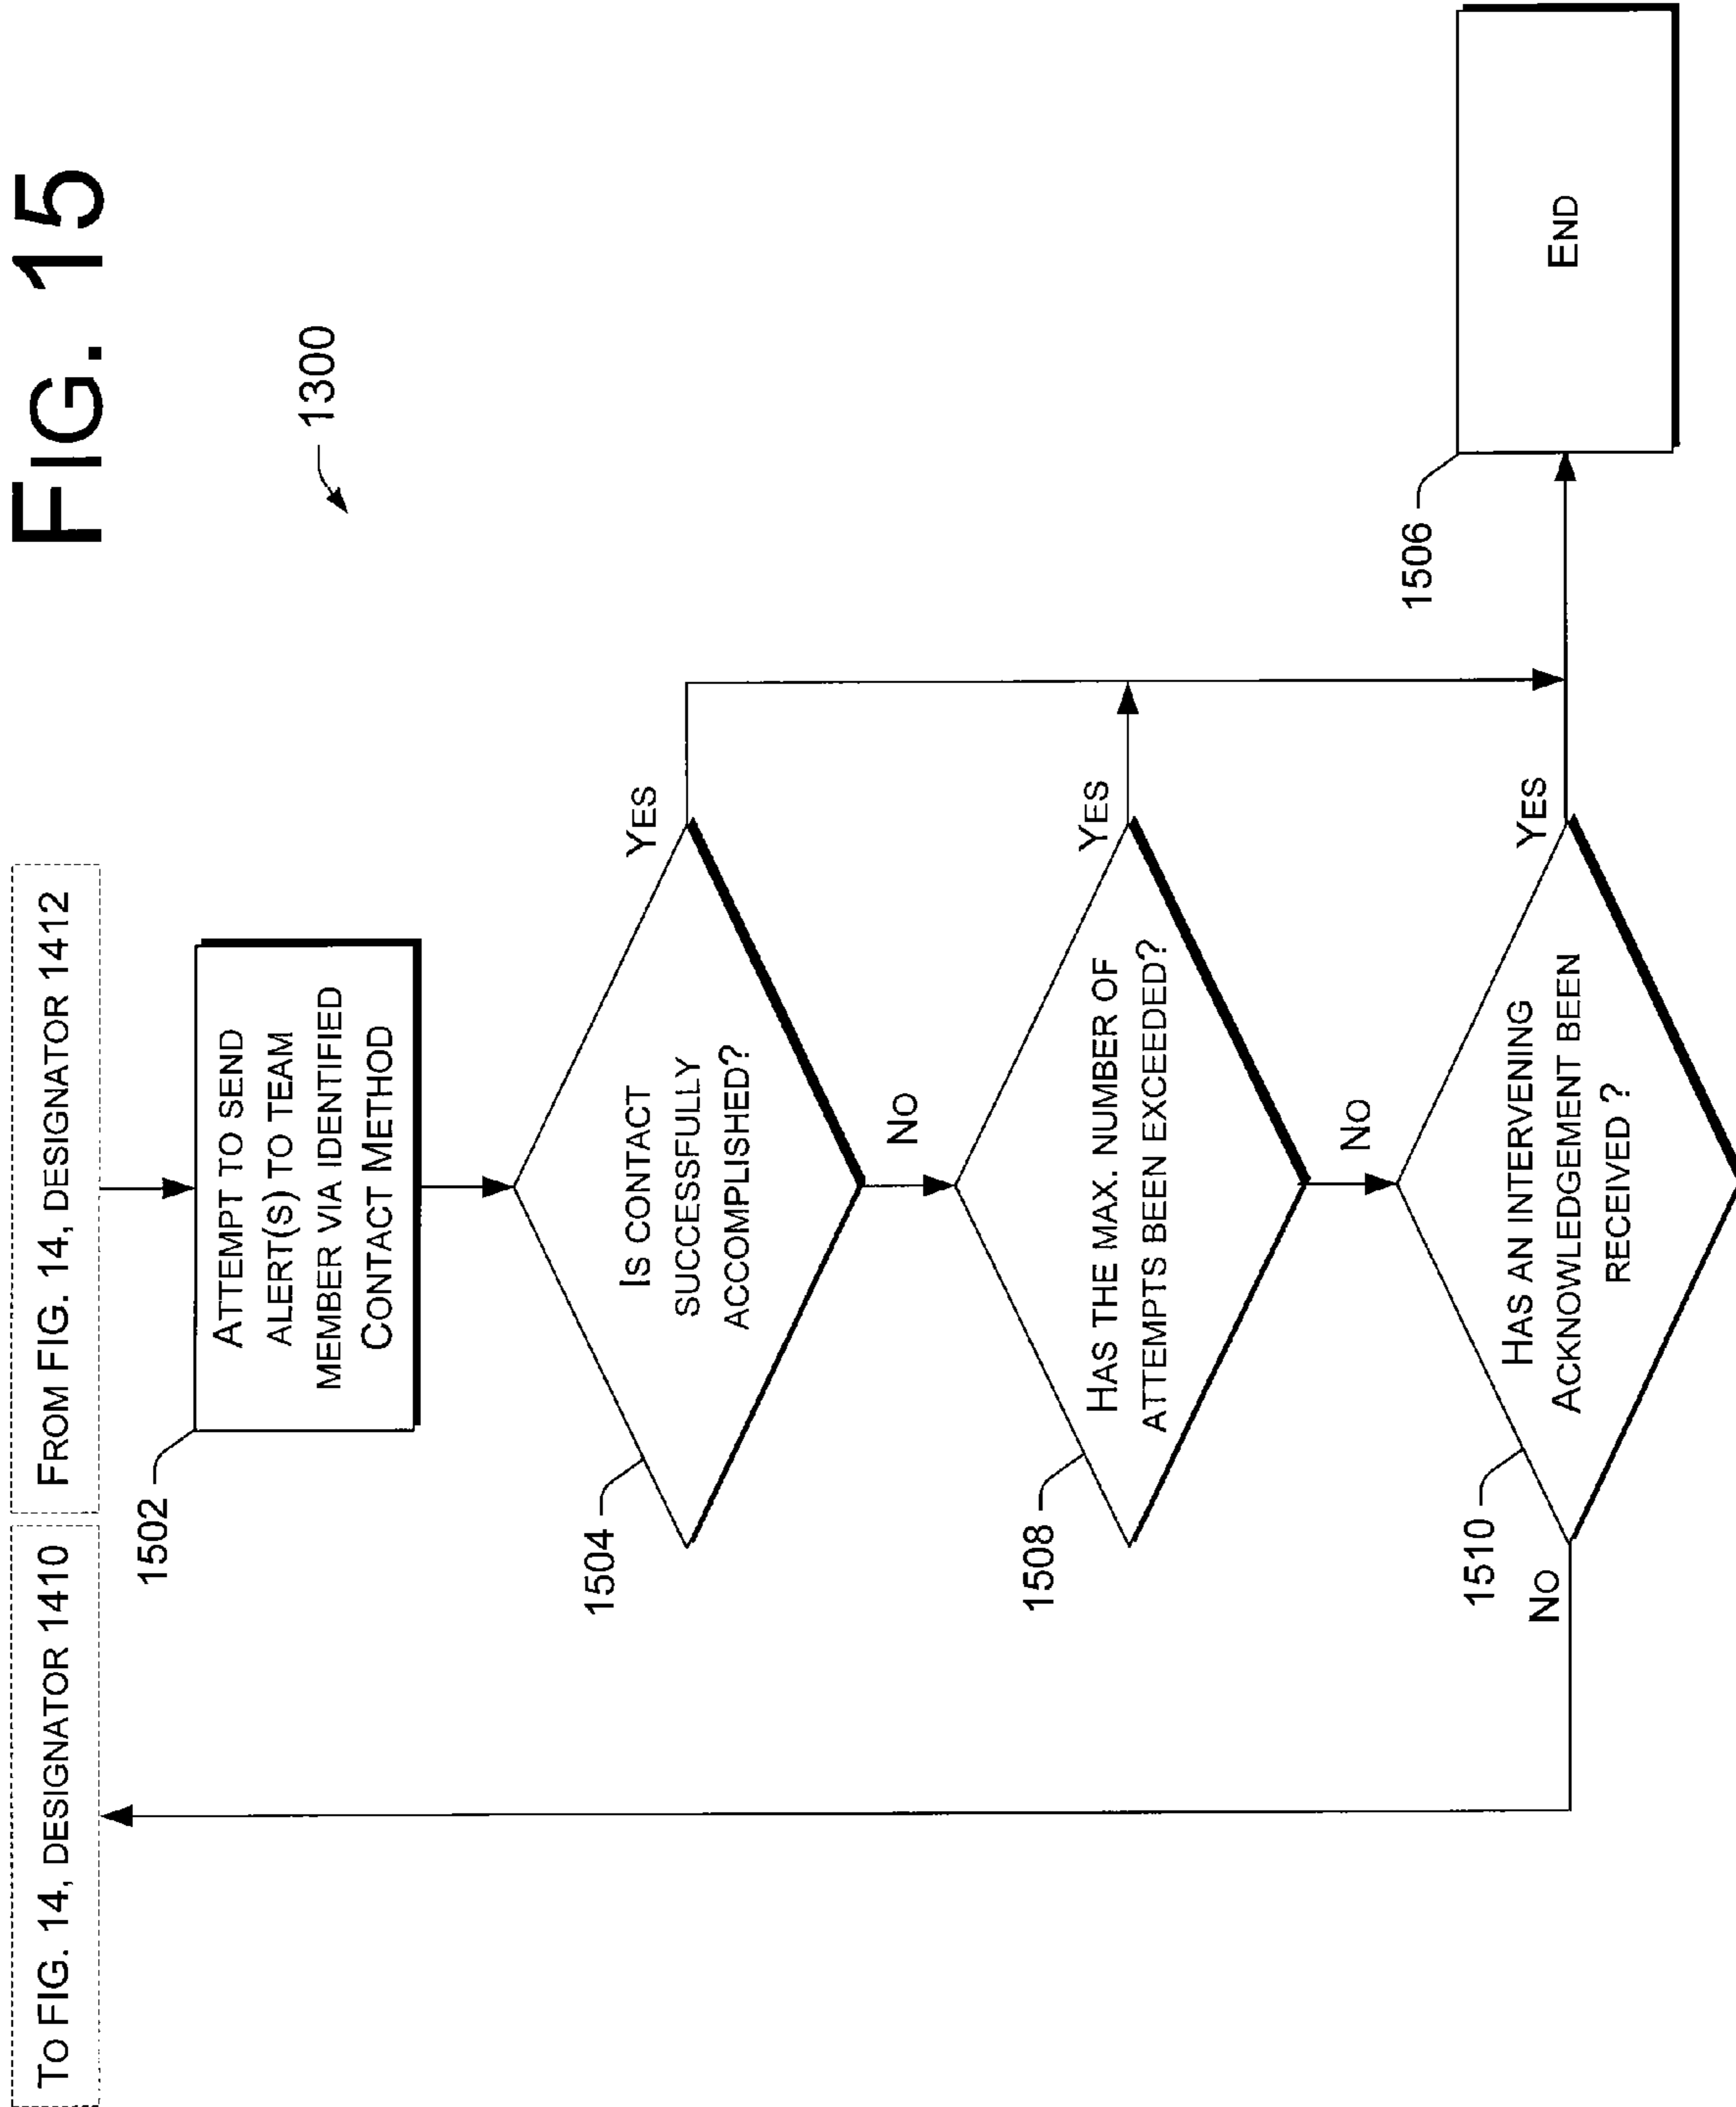 FIG. 15
1300
TO FIG. 14, DESIGNATOR 1410
FROM FIG. 14, DESIGNATOR 1412
1502
ATTEMPT TO SEND
ALERT(S) TO TEAM
MEMBER VIA IDENTIFIED
CONTACT METHOD
1504
IS CONTACT
SUCCESSFULLY
ACCOMPLISHED?
YES
NO
1508
HAS THE MAX. NUMBER OF
ATTEMPTS BEEN EXCEEDED?
YES
NO
1510
HAS AN INTERVENING
ACKNOWLEDGEMENT BEEN
RECEIVED ?
YES
NO
1506
END